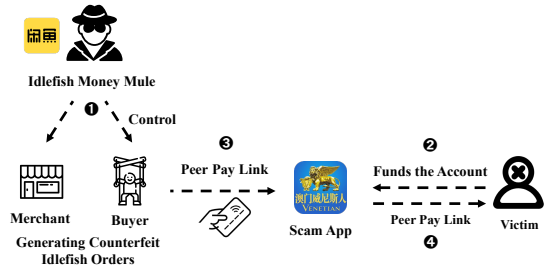 闲鱼
Idlefish Money Mule
❶
Control
❸
❷
Peer Pay Link
Funds the Account
澳门威尼斯人
VENETIAN
Peer Pay Link
Merchant
Buyer
Scam App
Victim
❹
Generating Counterfeit
Idlefish Orders